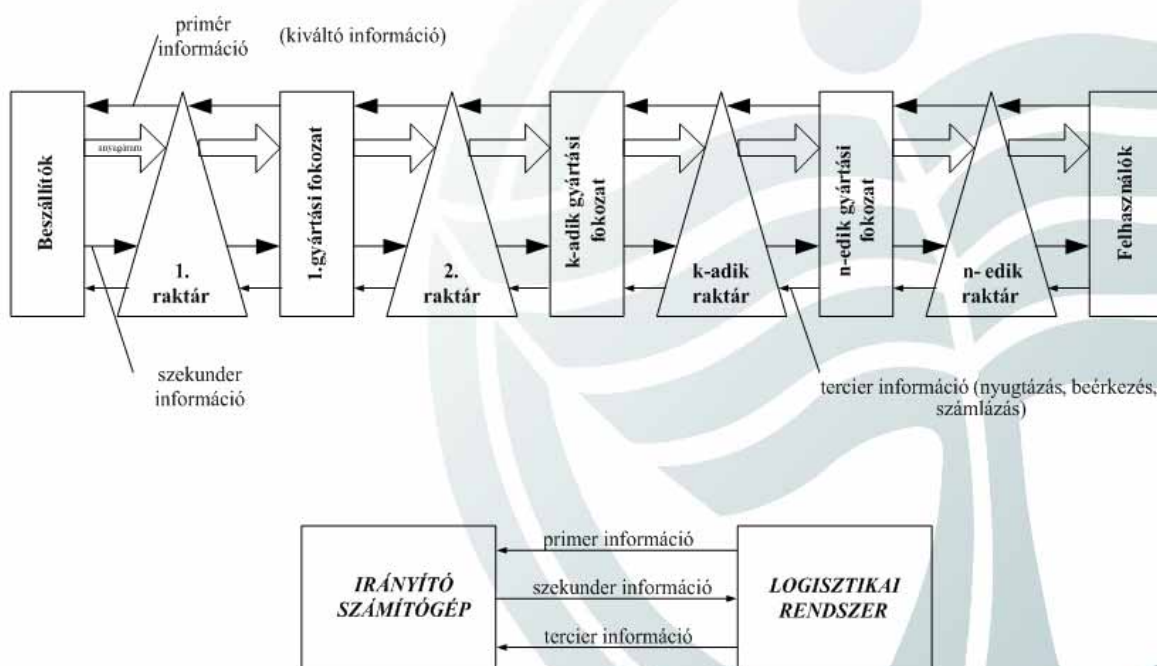 primér
információ
(kiváltó információ)
Beszállítók
anyagáram
1.
raktár
1.gyártási fokozat
2.
raktár
k-adik gyártási
fokozat
k-adik
raktár
n-edik gyártási
fokozat
n- edik
raktár
Felhasználók
szekunder
információ
tercier információ (nyugtázás, beérkezés,
számlázás)
IRÁNYÍTÓ
SZÁMÍTÓGÉP
primer információ
szekunder információ
tercier információ
LOGISZTIKAI
RENDSZER